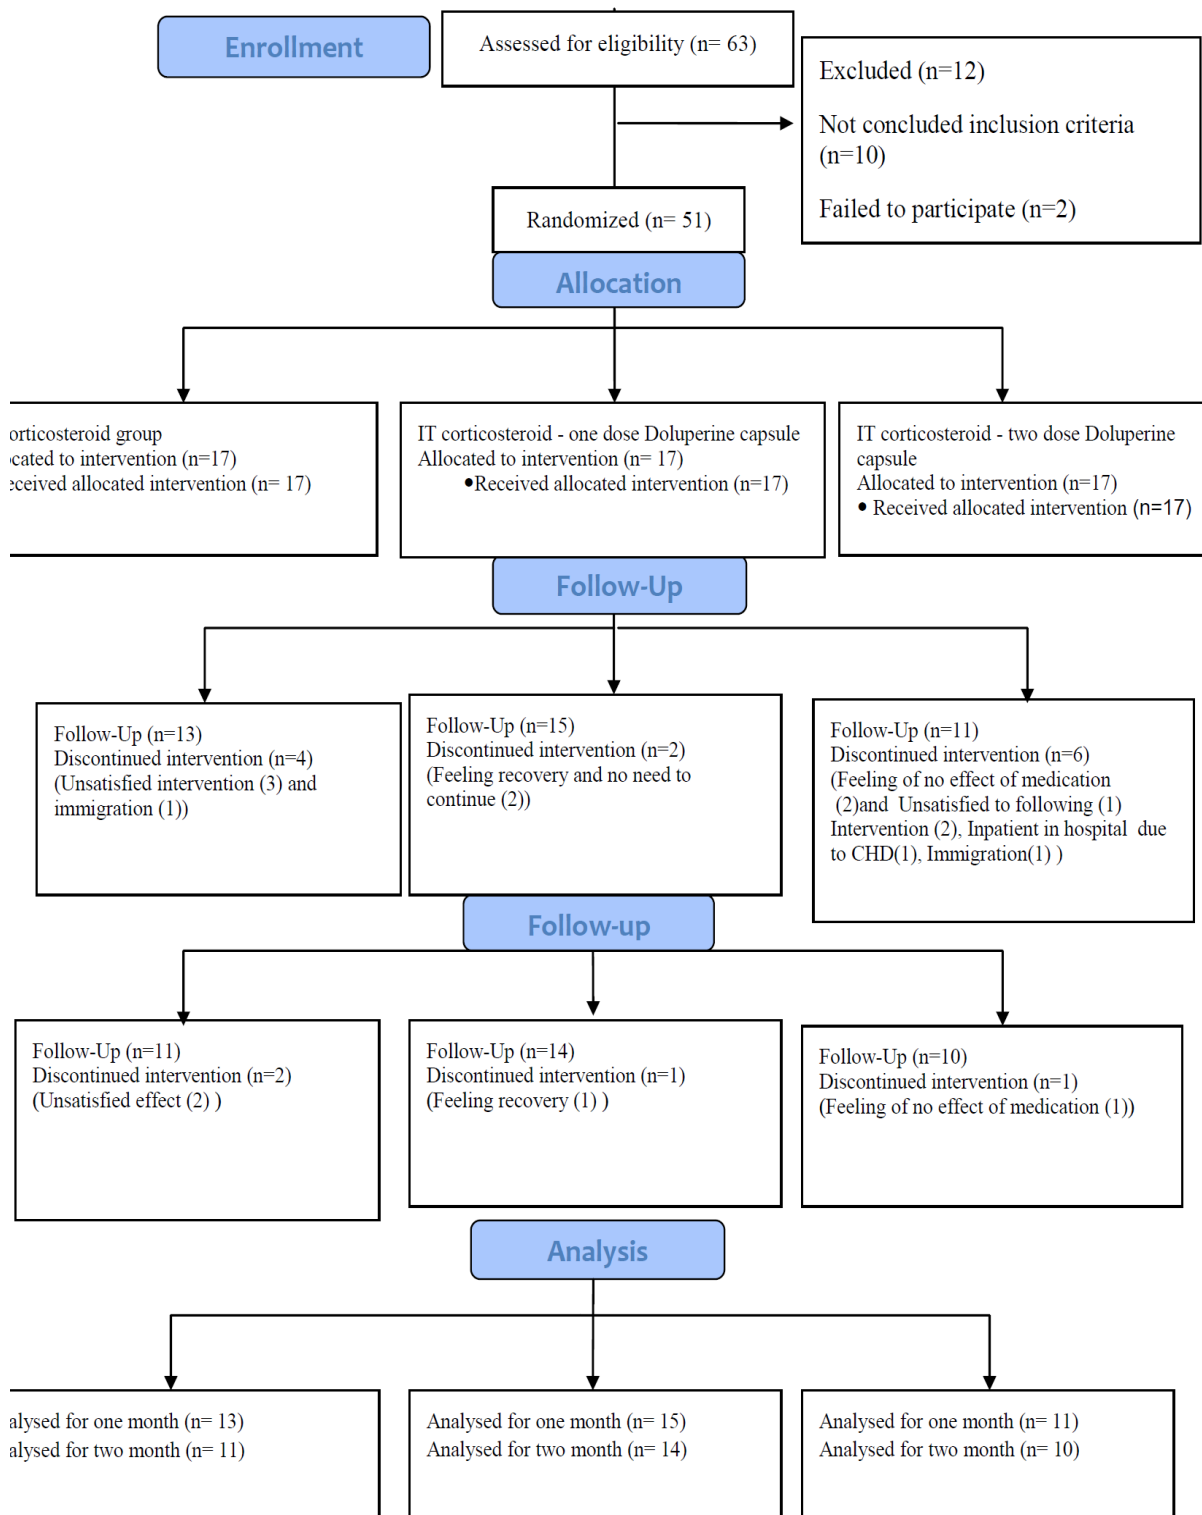 Enrollment
Assessed for eligibility (n= 63)
Excluded (n=12)
Not concluded inclusion criteria
(n=10)
Failed to participate (n=2)
Randomized (n= 51)
Allocation
orticosteroid group
ocated to intervention (n=17)
eceived allocated intervention (n= 17)
IT corticosteroid - one dose Doluperine capsule
Allocated to intervention (n= 17)
•Received allocated intervention (n=17)
IT corticosteroid - two dose Doluperine
capsule
Allocated to intervention (n=17)
• Received allocated intervention (n=17)
Follow-Up
Follow-Up (n=13)
Discontinued intervention (n=4)
(Unsatisfied intervention (3) and
immigration (1))
Follow-Up (n=15)
Discontinued intervention (n=2)
(Feeling recovery and no need to
continue (2))
Follow-Up (n=11)
Discontinued intervention (n=6)
(Feeling of no effect of medication
(2)and Unsatisfied to following (1)
Intervention (2), Inpatient in hospital due
to CHD(1), Immigration(1) )
Follow-up
Follow-Up (n=11)
Discontinued intervention (n=2)
(Unsatisfied effect (2) )
Follow-Up (n=14)
Discontinued intervention (n=1)
(Feeling recovery (1) )
Follow-Up (n=10)
Discontinued intervention (n=1)
(Feeling of no effect of medication (1))
Analysis
alysed for one month (n= 13)
alysed for two month (n= 11)
Analysed for one month (n= 15)
Analysed for two month (n= 14)
Analysed for one month (n= 11)
Analysed for two month (n= 10)